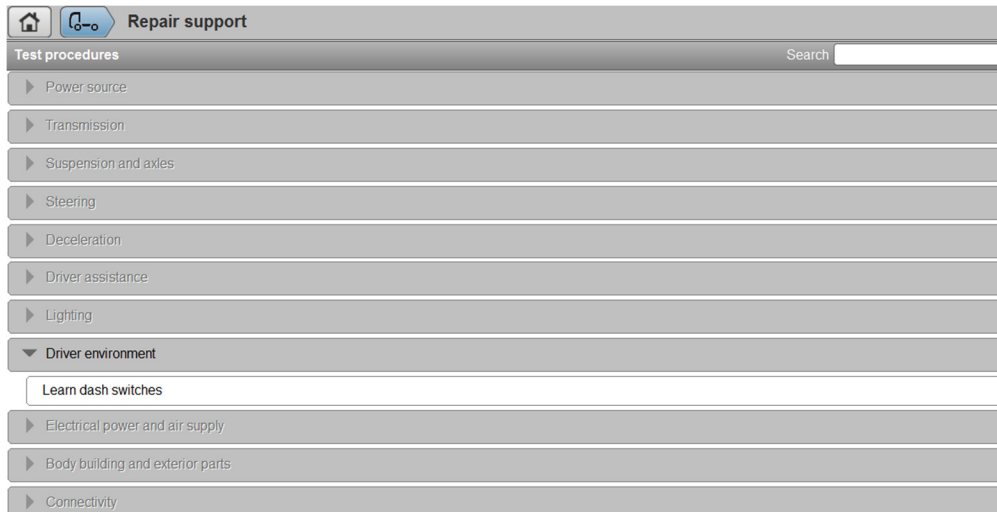 Repair support
Test procedures Search
Power source
Transmission
Suspension and axles
Steering
Deceleration
Driver assistance
Lighting
Driver environment
Learn dash switches
Electrical power and air supply
Body building and exterior parts
Connectivity